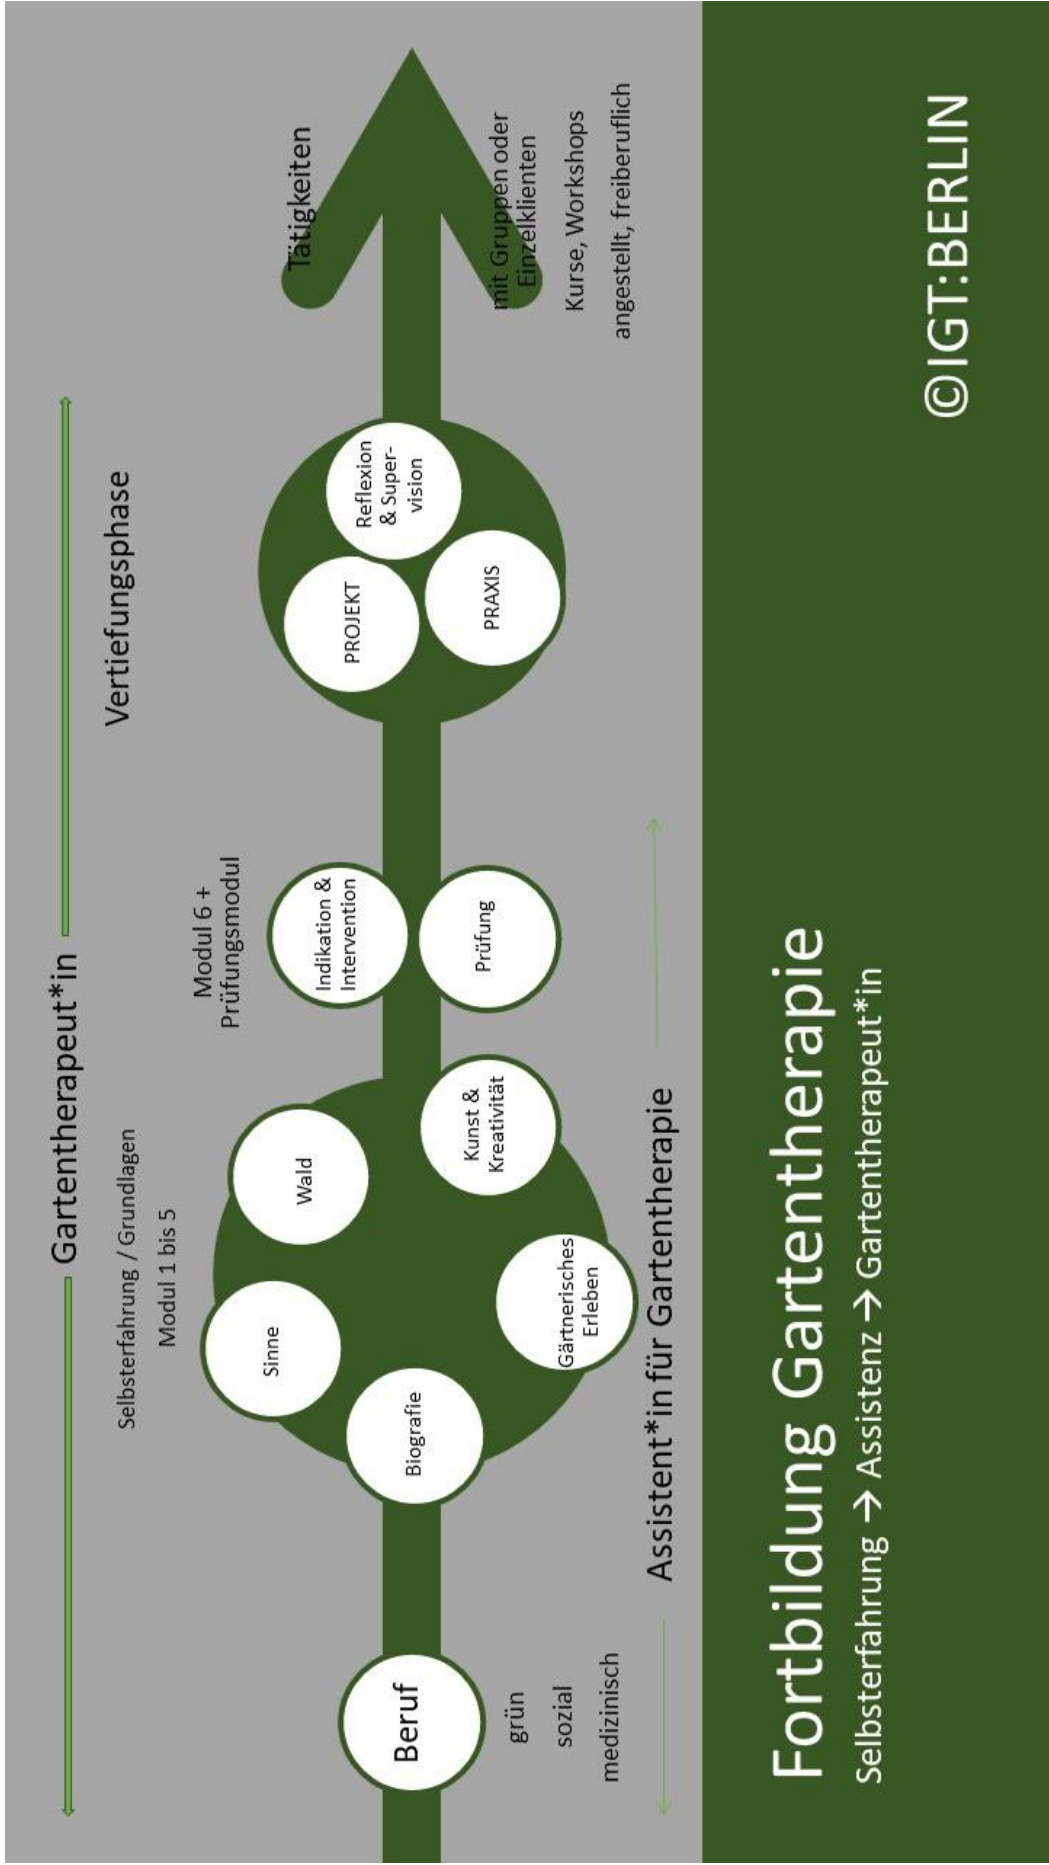 Gartentherapeut*in
Selbsterfahrung / Grundlagen
Modul 1 bis 5
Modul 6 +
Prüfungsmodul
Vertiefungsphase
Tätigkeiten
Beruf
grün
sozial
medizinisch
Biografie
Sinne
Wald
Gärtnerisches
Erleben
Kunst &
Kreativität
Indikation &
Intervention
Prüfung
PROJEKT
Reflexion
& Super-
vision
PRAXIS
mit Gruppen oder
Einzelklienten
Kurse, Workshops
angestellt, freiberuflich
Assistent*in für Gartentherapie
Fortbildung Gartentherapie
Selbsterfahrung → Assistenz → Gartentherapeut*in
©IGT:BERLIN